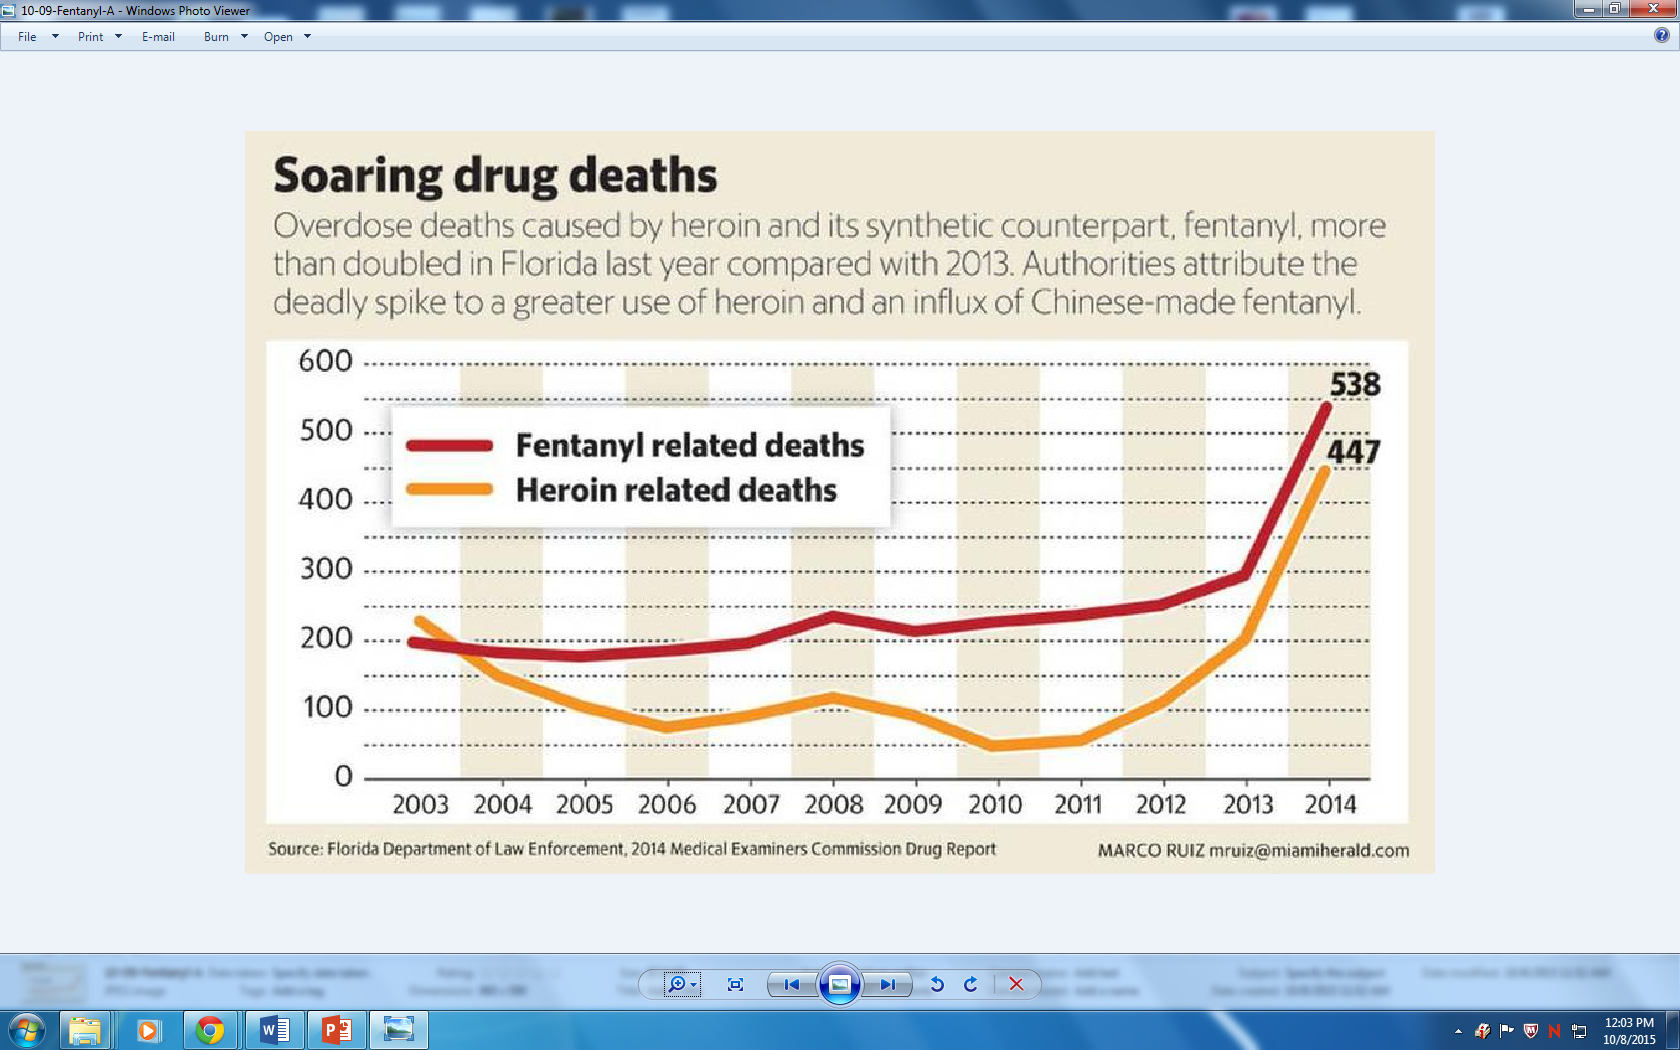 10-09-Fentanyl-A - Windows Photo Viewer
File Print E-mail Burn Open
Soaring drug deaths
Overdose deaths caused by heroin and its synthetic counterpart, fentanyl, more
than doubled in Florida last year compared with 2013. Authorities attribute the
deadly spike to a greater use of heroin and an influx of Chinese-made fentanyl.
600
538
500
Fentanyl related deaths
447
Heroin related deaths
400
300
200
100
0
2003 2004 2005 2006 2007 2008 2009 2010 2011 2012 2013 2014
Source: Florida Department of Law Enforcement, 2014 Medical Examiners Commission Drug Report MARCO RUIZ mruiz@miamiherald.com
12:03 PM
10/8/2015